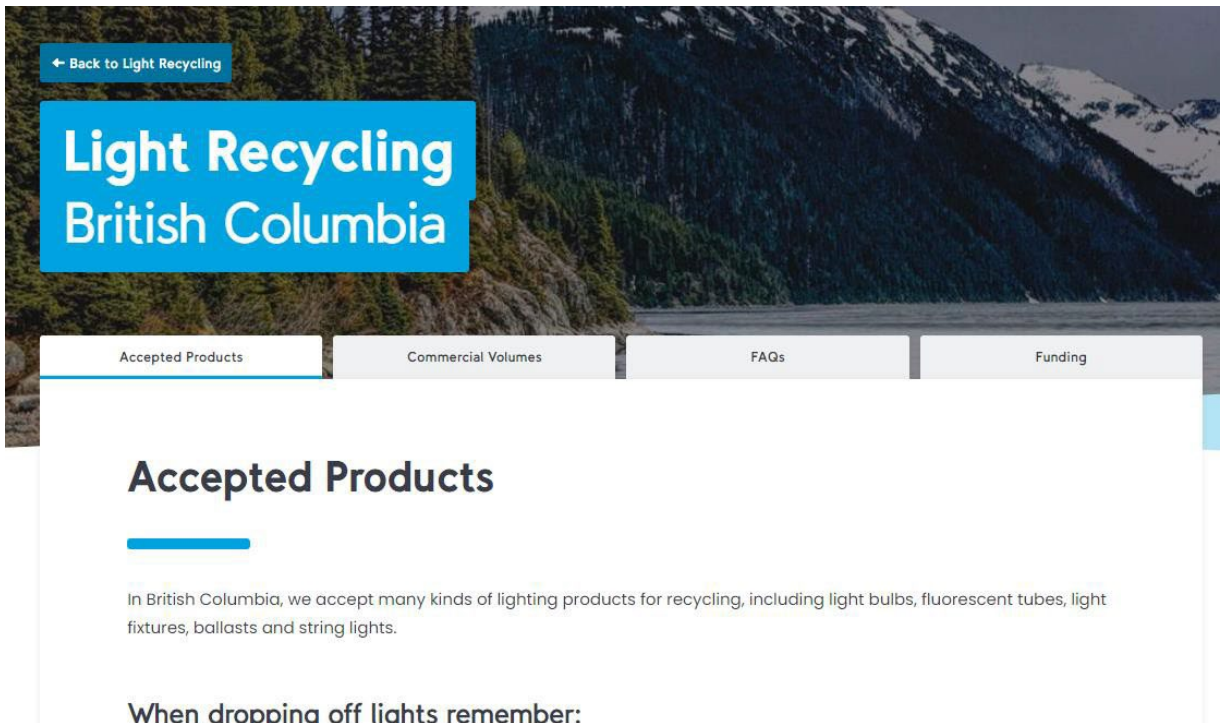 ← Back to Light Recycling
Light Recycling
British Columbia
Accepted Products
Commercial Volumes
FAQs
Funding
Accepted Products
In British Columbia, we accept many kinds of lighting products for recycling, including light bulbs, fluorescent tubes, light
fixtures, ballasts and string lights.
When dropping off lights remember: